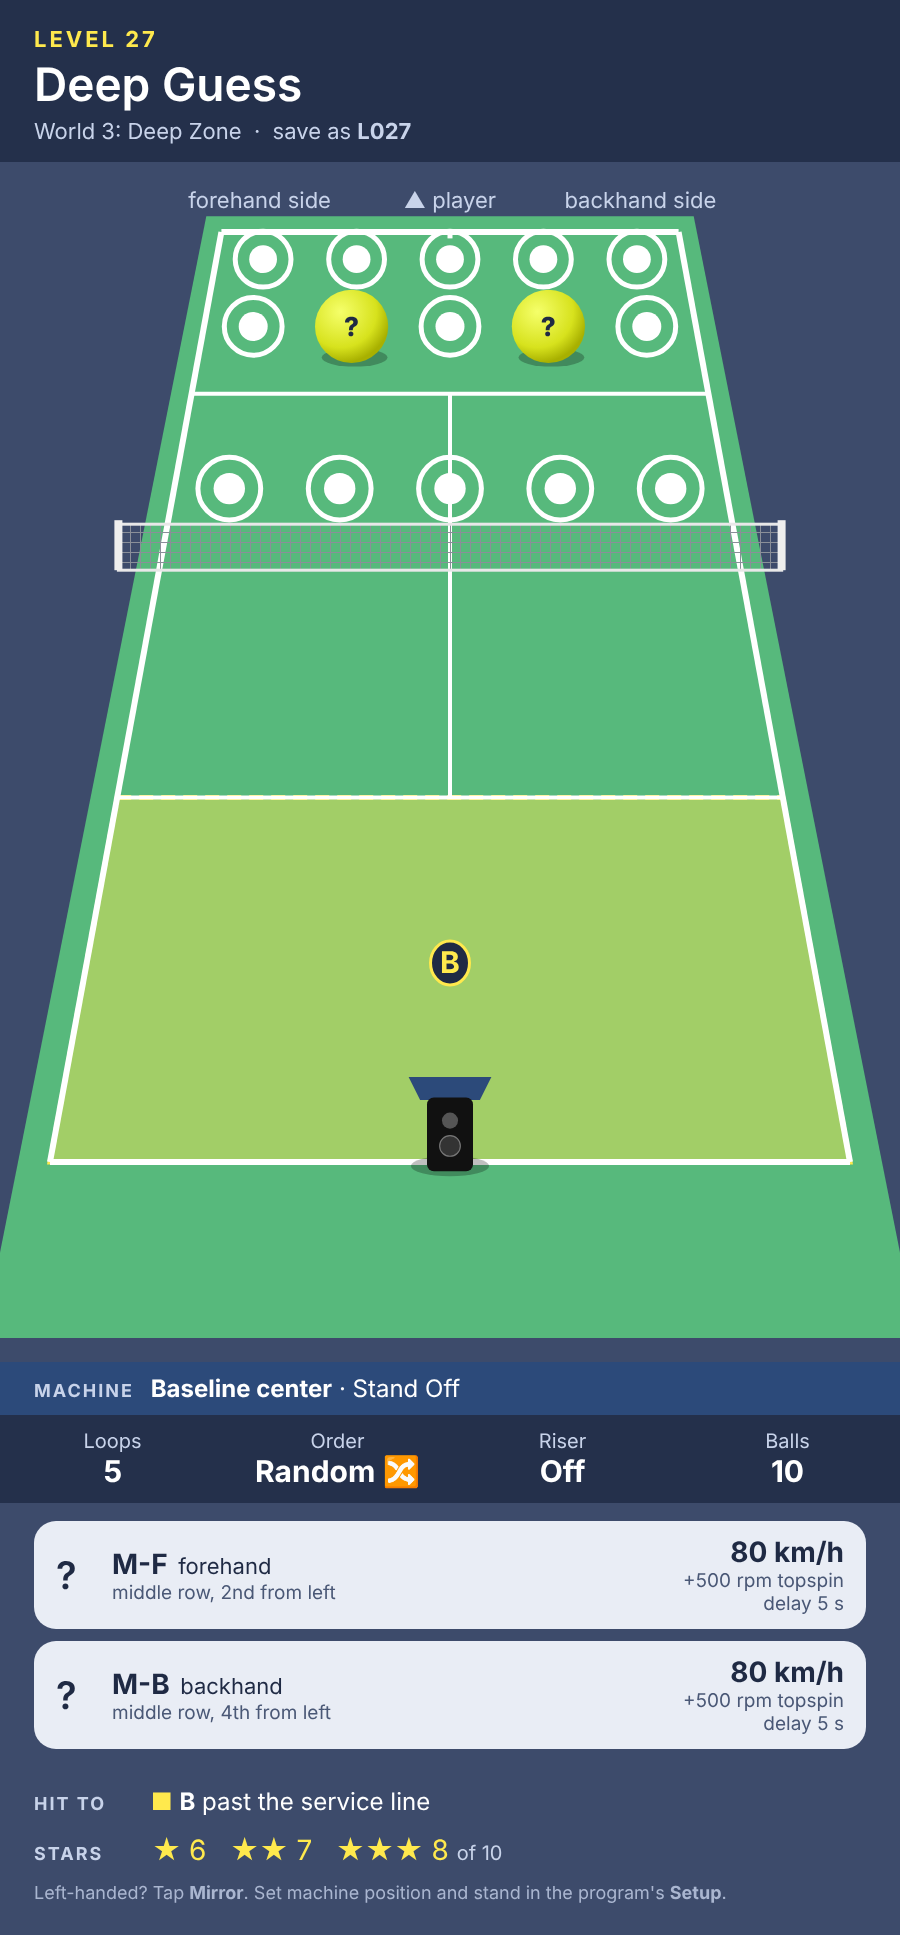 LEVEL 27
Deep Guess
World 3: Deep Zone · save as L027
forehand side ▲ player backhand side
? ?
B
MACHINE Baseline center · Stand Off
Loops Order Riser Balls
5 Random 🔀 Off 10
? M-F forehand 80 km/h
middle row, 2nd from left +500 rpm topspin
delay 5 s
? M-B backhand 80 km/h
middle row, 4th from left +500 rpm topspin
delay 5 s
HIT TO B past the service line
STARS ★ 6 ★★ 7 ★★★ 8 of 10
Left-handed? Tap Mirror. Set machine position and stand in the program's Setup.